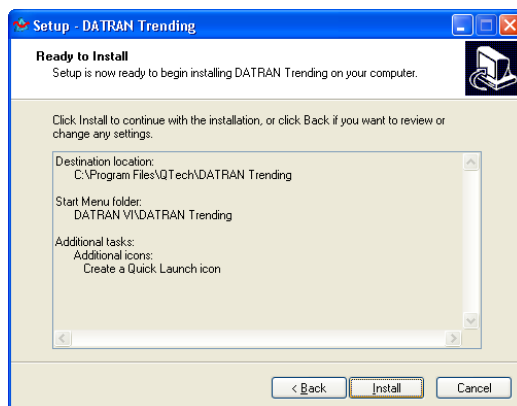 Setup - DATRAN Trending
Ready to Install
Setup is now ready to begin installing DATRAN Trending on your computer.
Click Install to continue with the installation, or click Back if you want to review or
change any settings.
Destination location:
C:\Program Files\QTech\DATRAN Trending
Start Menu folder:
DATRAN VI\DATRAN Trending
Additional tasks:
Additional icons:
Create a Quick Launch icon
< Back
Install
Cancel